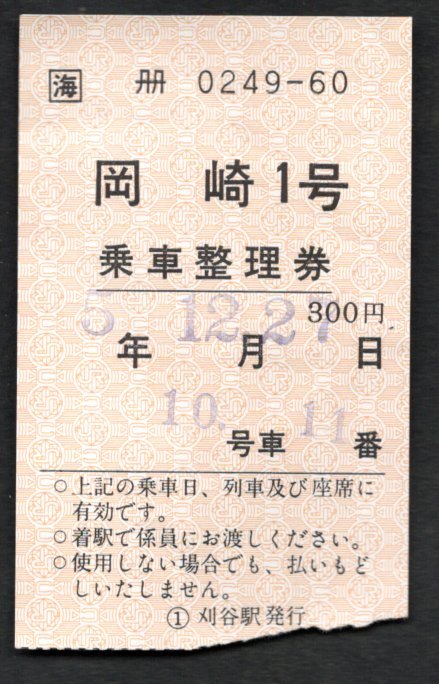 海 冊 0249-60
岡崎1号
乗車整理券
300円
5. 12.27
年 月 日
10. 11
号車 番
○上記の乗車日、列車及び座席に
有効です。
○着駅で係員にお渡しください。
○使用しない場合でも、払いもど
しいたしません。
① 刈谷駅発行